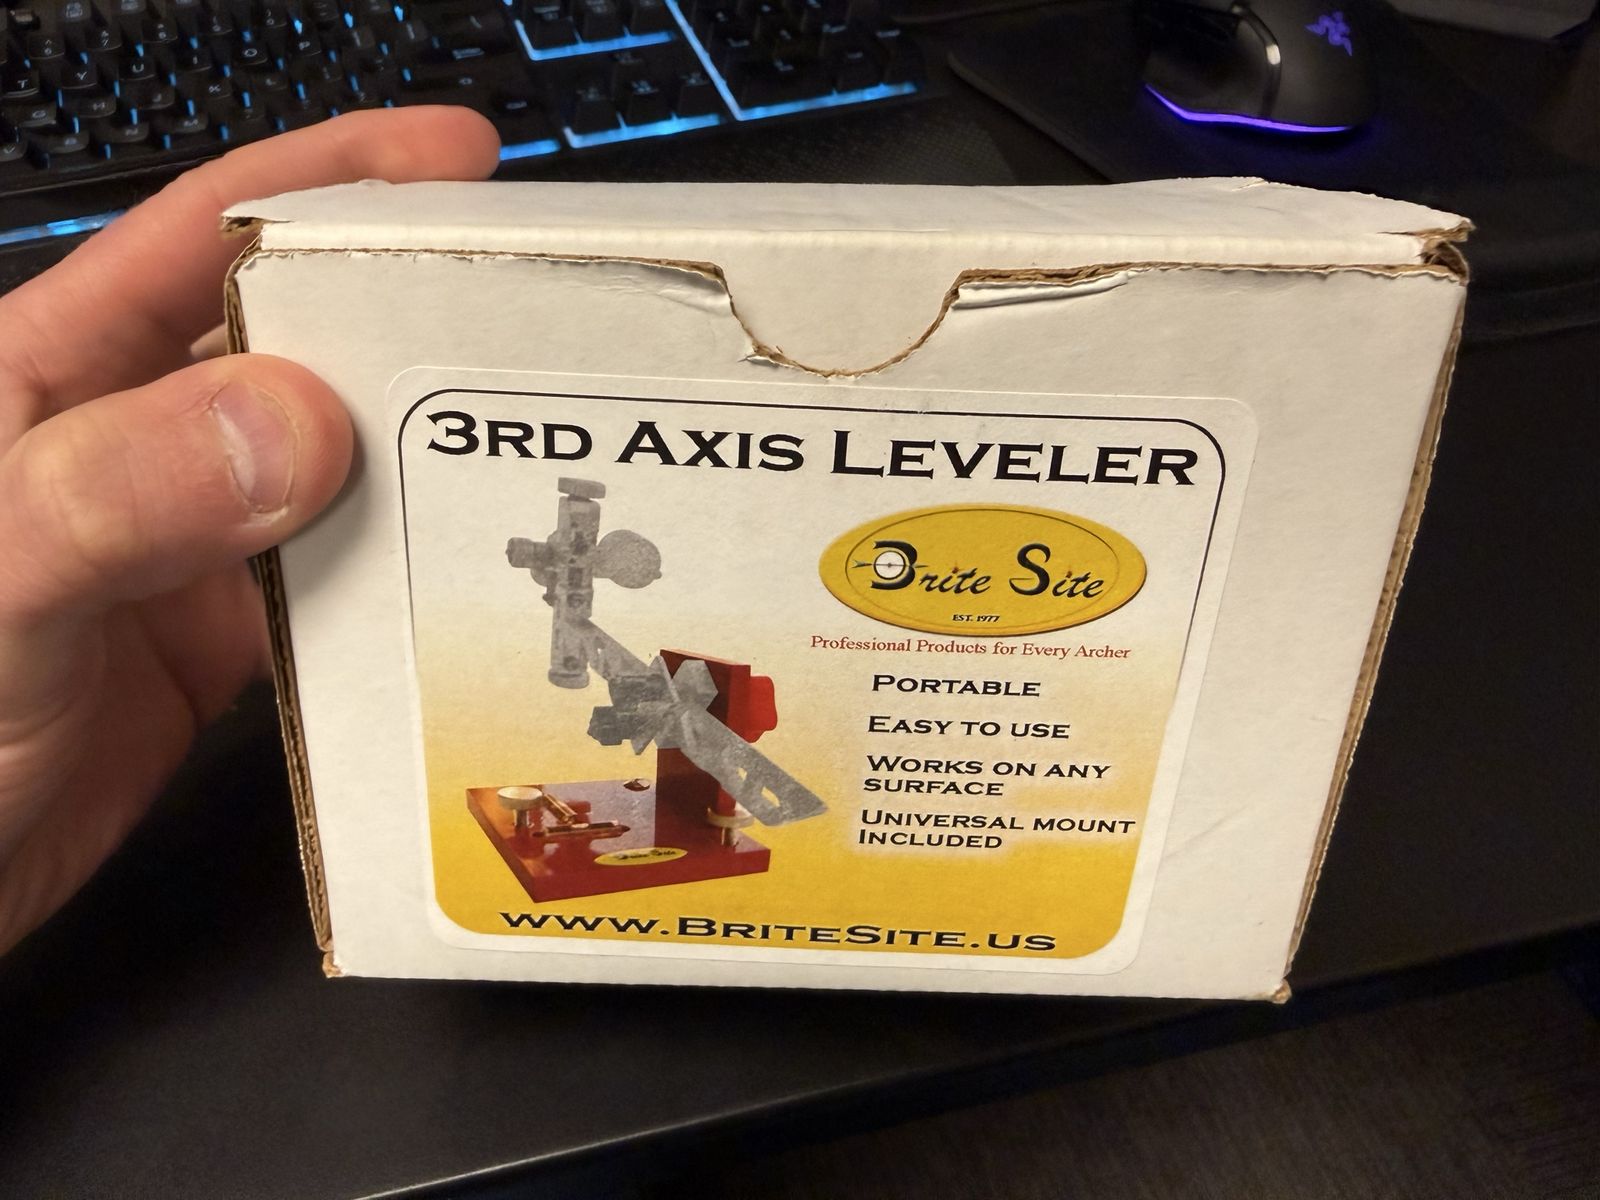 3RD AXIS LEVELER
Brite Site
EST. 1977
Professional Products for Every Archer
PORTABLE
EASY TO USE
WORKS ON ANY
SURFACE
UNIVERSAL MOUNT
INCLUDED
Brite Site
WWW.BRITESITE.US